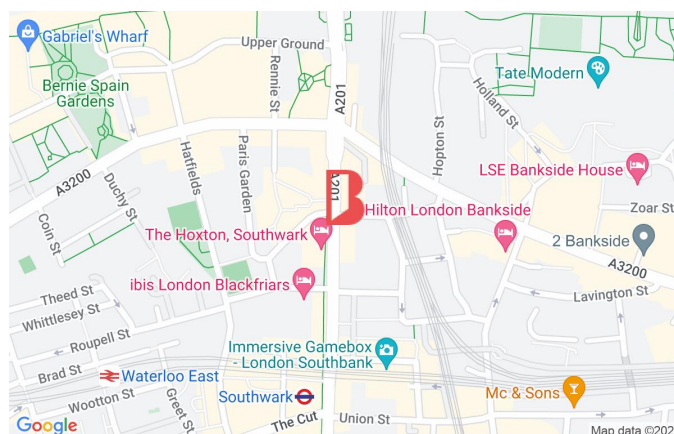 Gabriel's Wharf
Upper Ground
Bernie Spain
Gardens
Rennie St
A201
Tate Modern
Holland St
Hopton St
A3200
Hatfields
Paris Garden
Duchy St
Coin St
A201
LSE Bankside House
Hilton London Bankside
Zoar St
The Hoxton, Southwark
2 Bankside
A3200
ibis London Blackfriars
Lavington St
Theed St
Whittlesey St
Roupell St
Immersive Gamebox
- London Southbank
Brad St
Waterloo East
Wootton St
Greet St
Southwark
Mc & Sons
The Cut
Union St
Google
Map data ©202